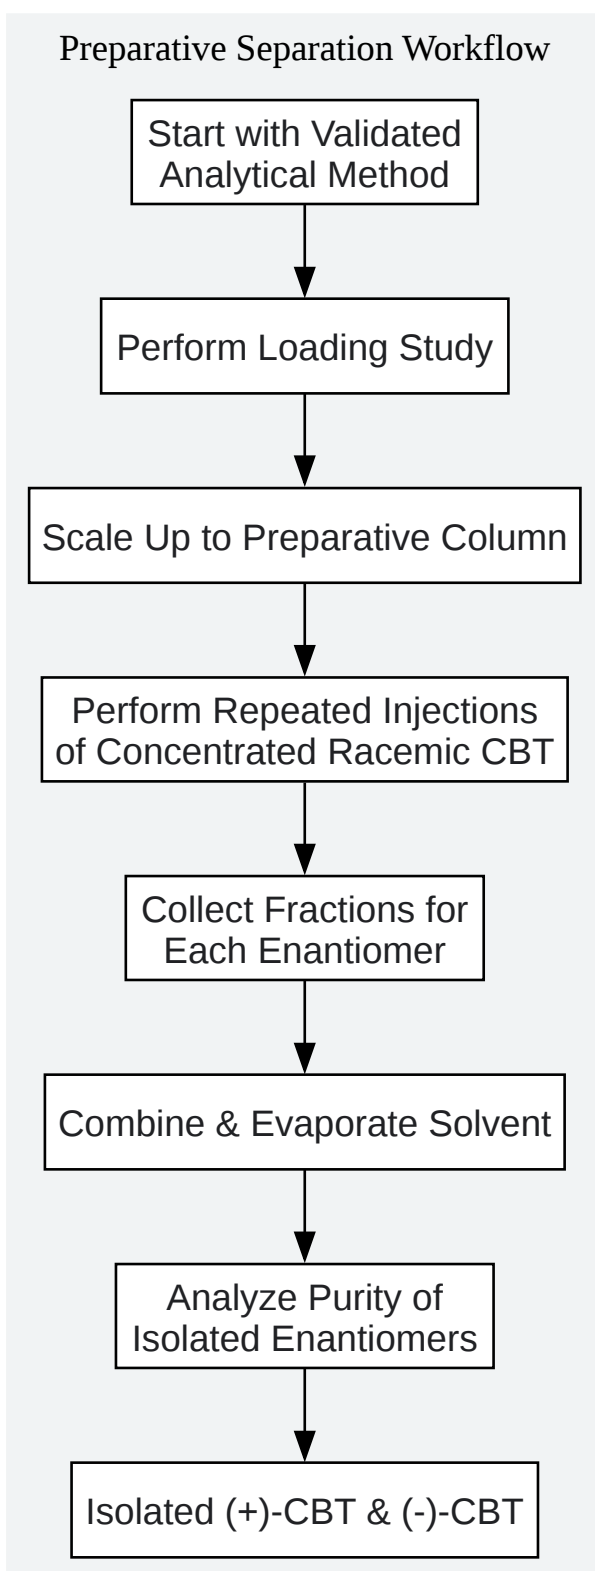 Preparative Separation Workflow
Start with Validated
Analytical Method
Perform Loading Study
Scale Up to Preparative Column
Perform Repeated Injections
of Concentrated Racemic CBT
Collect Fractions for
Each Enantiomer
Combine & Evaporate Solvent
Analyze Purity of
Isolated Enantiomers
Isolated (+)-CBT & (-)-CBT